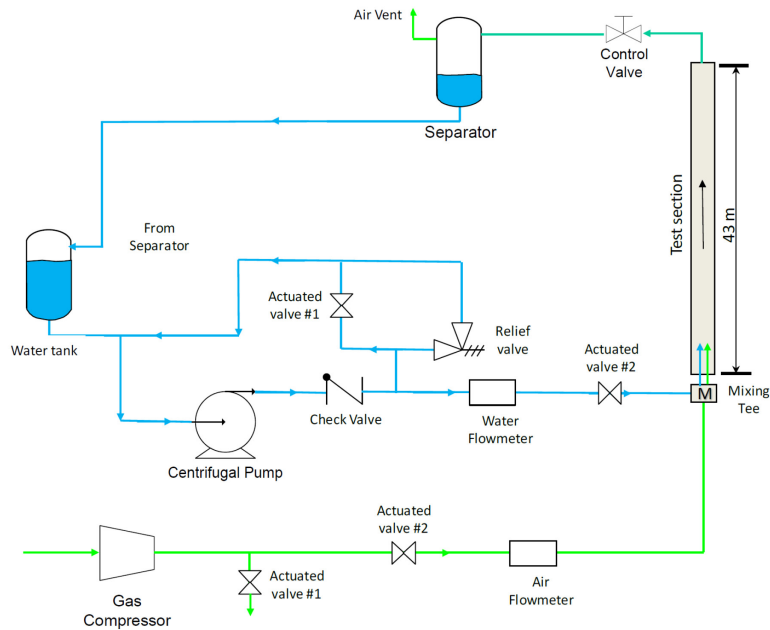 Air Vent
Control
Valve
Separator
Test section
43 m
From
Separator
Actuated
valve #1
Relief
valve
Water tank
Actuated
valve #2
M
Mixing
Tee
Check Valve
Water
Flowmeter
Centrifugal Pump
Actuated
valve #2
Actuated
valve #1
Air
Flowmeter
Gas
Compressor